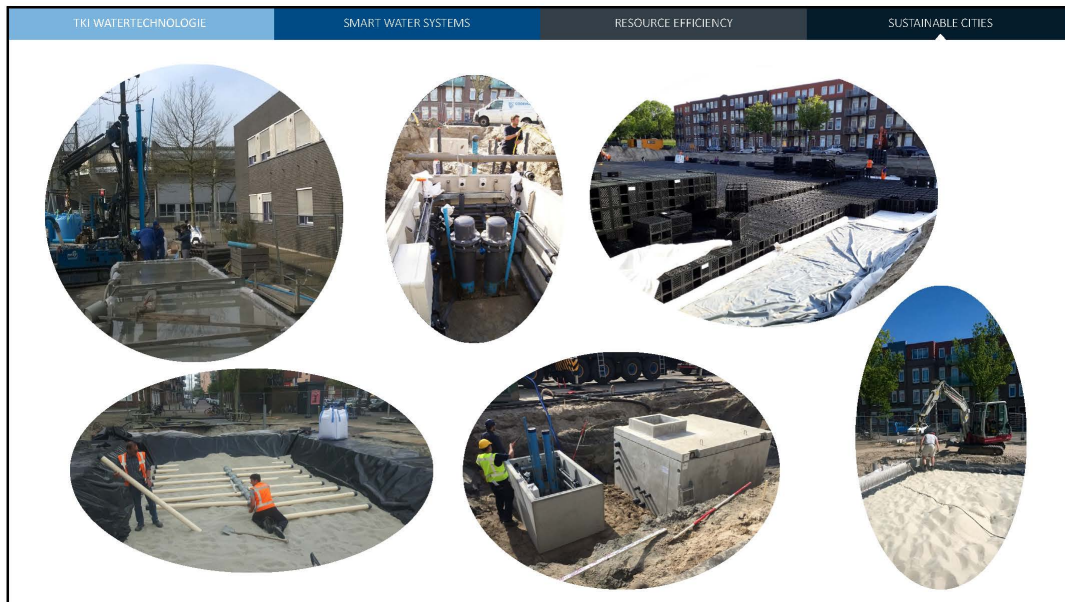 TKI WATERTECHNOLOGIE
SMART WATER SYSTEMS
RESOURCE EFFICIENCY
SUSTAINABLE CITIES